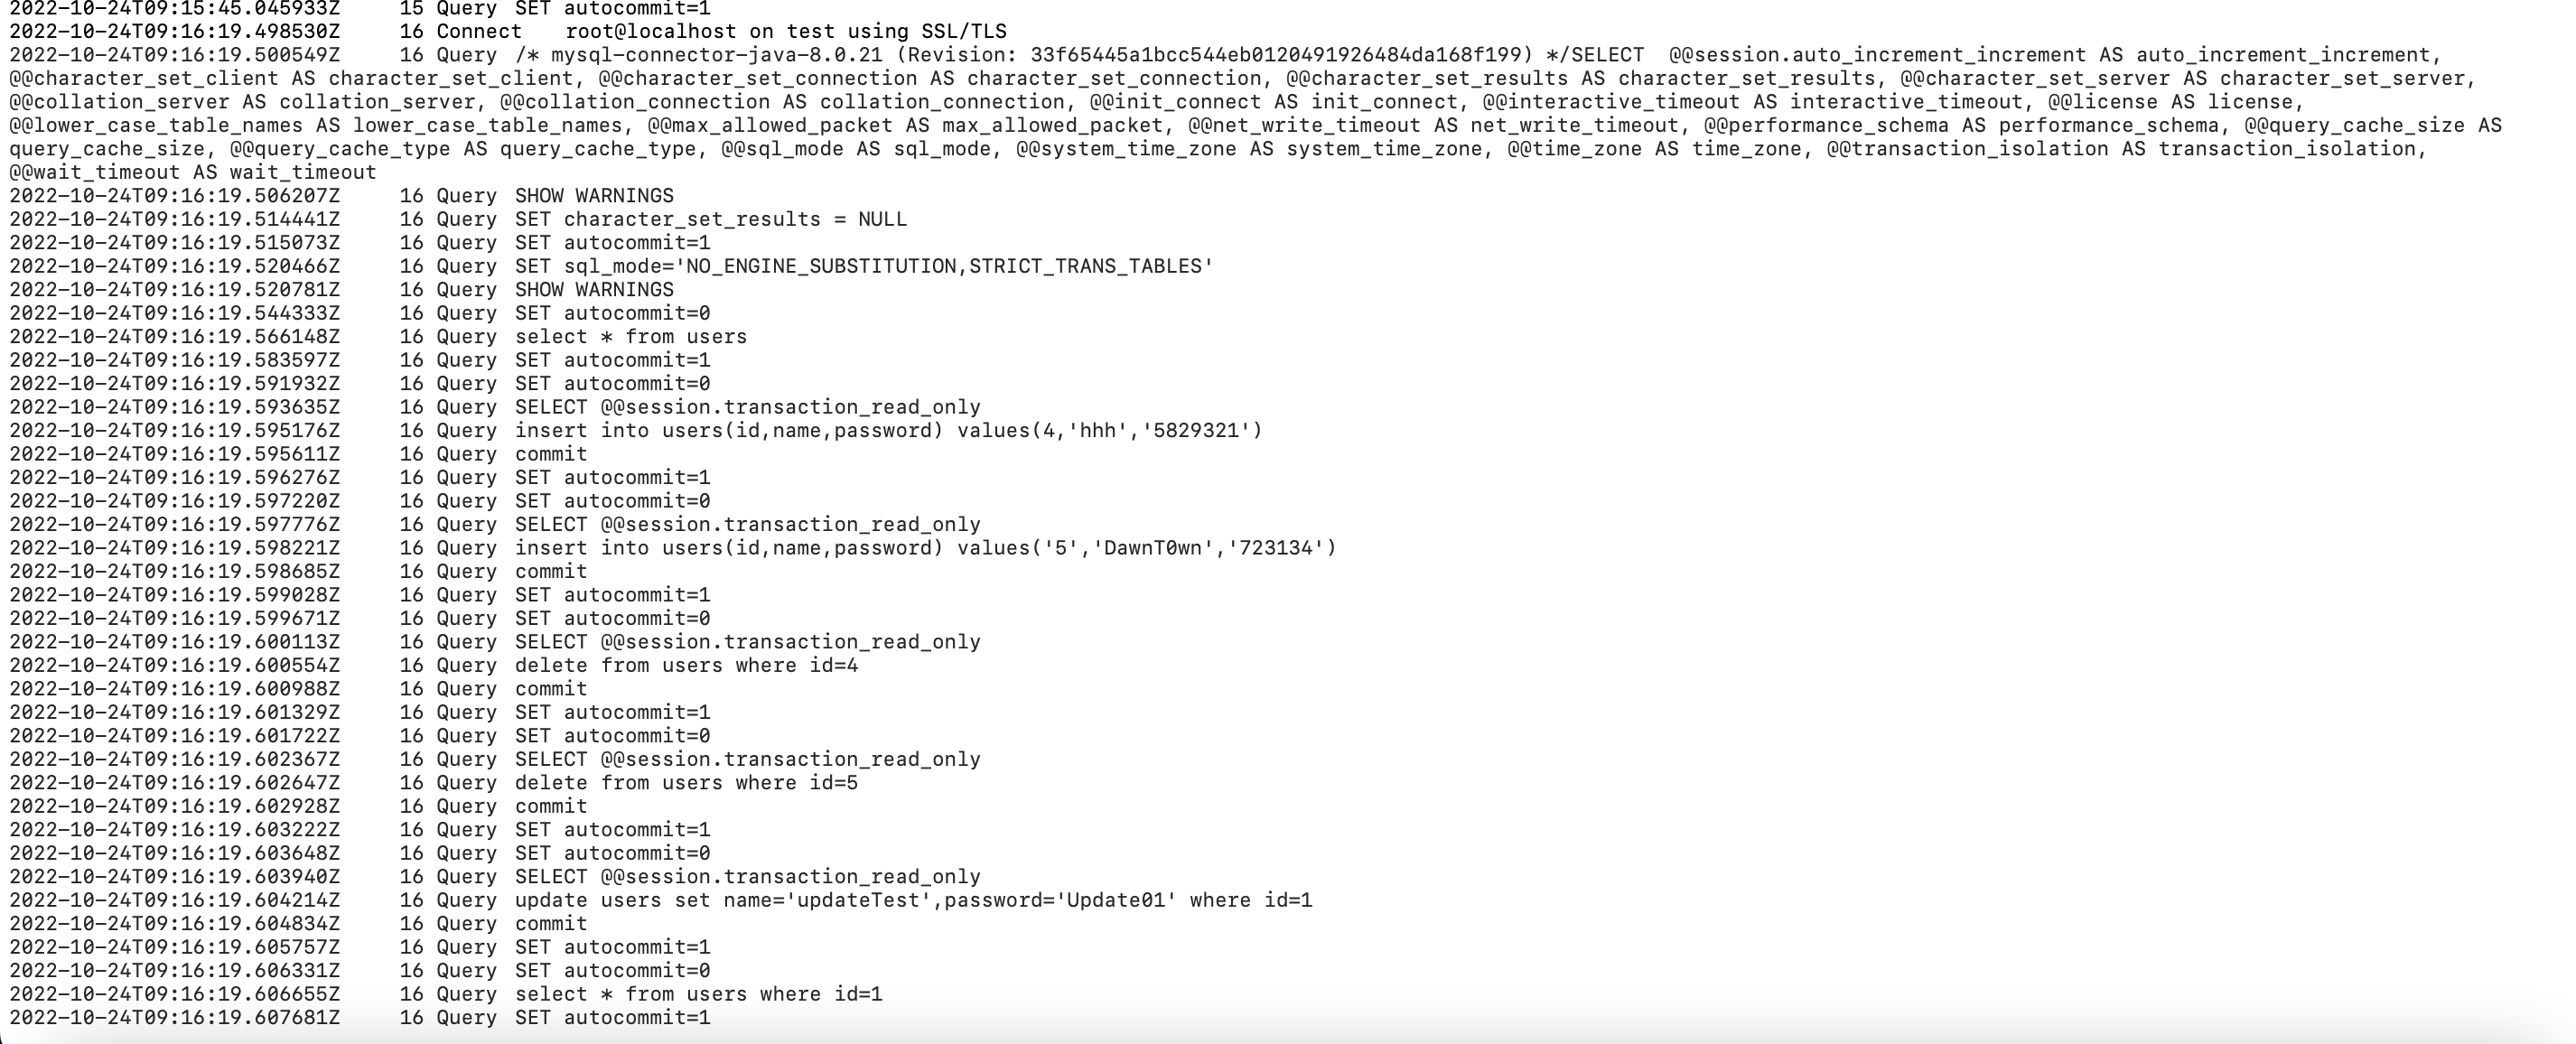 2022-10-24T09:15:45.045933Z	15 Query	SET autocommit=1
2022-10-24T09:16:19.498530Z	16 Connect	root@localhost on test using SSL/TLS
2022-10-24T09:16:19.500549Z	16 Query	/* mysql-connector-java-8.0.21 (Revision: 33f65445a1bcc544eb0120491926484da168f199) */SELECT  @@session.auto_increment_increment AS auto_increment_increment,
@@character_set_client AS character_set_client, @@character_set_connection AS character_set_connection, @@character_set_results AS character_set_results, @@character_set_server AS character_set_server,
@@collation_server AS collation_server, @@collation_connection AS collation_connection, @@init_connect AS init_connect, @@interactive_timeout AS interactive_timeout, @@license AS license,
@@lower_case_table_names AS lower_case_table_names, @@max_allowed_packet AS max_allowed_packet, @@net_write_timeout AS net_write_timeout, @@performance_schema AS performance_schema, @@query_cache_size AS
query_cache_size, @@query_cache_type AS query_cache_type, @@sql_mode AS sql_mode, @@system_time_zone AS system_time_zone, @@time_zone AS time_zone, @@transaction_isolation AS transaction_isolation,
@@wait_timeout AS wait_timeout
2022-10-24T09:16:19.506207Z	16 Query	SHOW WARNINGS
2022-10-24T09:16:19.514441Z	16 Query	SET character_set_results = NULL
2022-10-24T09:16:19.515073Z	16 Query	SET autocommit=1
2022-10-24T09:16:19.520466Z	16 Query	SET sql_mode='NO_ENGINE_SUBSTITUTION,STRICT_TRANS_TABLES'
2022-10-24T09:16:19.520781Z	16 Query	SHOW WARNINGS
2022-10-24T09:16:19.544333Z	16 Query	SET autocommit=0
2022-10-24T09:16:19.566148Z	16 Query	select * from users
2022-10-24T09:16:19.583597Z	16 Query	SET autocommit=1
2022-10-24T09:16:19.591932Z	16 Query	SET autocommit=0
2022-10-24T09:16:19.593635Z	16 Query	SELECT @@session.transaction_read_only
2022-10-24T09:16:19.595176Z	16 Query	insert into users(id,name,password) values(4,'hhh','5829321')
2022-10-24T09:16:19.595611Z	16 Query	commit
2022-10-24T09:16:19.596276Z	16 Query	SET autocommit=1
2022-10-24T09:16:19.597220Z	16 Query	SET autocommit=0
2022-10-24T09:16:19.597776Z	16 Query	SELECT @@session.transaction_read_only
2022-10-24T09:16:19.598221Z	16 Query	insert into users(id,name,password) values('5','DawnT0wn','723134')
2022-10-24T09:16:19.598685Z	16 Query	commit
2022-10-24T09:16:19.599028Z	16 Query	SET autocommit=1
2022-10-24T09:16:19.599671Z	16 Query	SET autocommit=0
2022-10-24T09:16:19.600113Z	16 Query	SELECT @@session.transaction_read_only
2022-10-24T09:16:19.600554Z	16 Query	delete from users where id=4
2022-10-24T09:16:19.600988Z	16 Query	commit
2022-10-24T09:16:19.601329Z	16 Query	SET autocommit=1
2022-10-24T09:16:19.601722Z	16 Query	SET autocommit=0
2022-10-24T09:16:19.602367Z	16 Query	SELECT @@session.transaction_read_only
2022-10-24T09:16:19.602647Z	16 Query	delete from users where id=5
2022-10-24T09:16:19.602928Z	16 Query	commit
2022-10-24T09:16:19.603222Z	16 Query	SET autocommit=1
2022-10-24T09:16:19.603648Z	16 Query	SET autocommit=0
2022-10-24T09:16:19.603940Z	16 Query	SELECT @@session.transaction_read_only
2022-10-24T09:16:19.604214Z	16 Query	update users set name='updateTest',password='Update01' where id=1
2022-10-24T09:16:19.604834Z	16 Query	commit
2022-10-24T09:16:19.605757Z	16 Query	SET autocommit=1
2022-10-24T09:16:19.606331Z	16 Query	SET autocommit=0
2022-10-24T09:16:19.606655Z	16 Query	select * from users where id=1
2022-10-24T09:16:19.607681Z	16 Query	SET autocommit=1